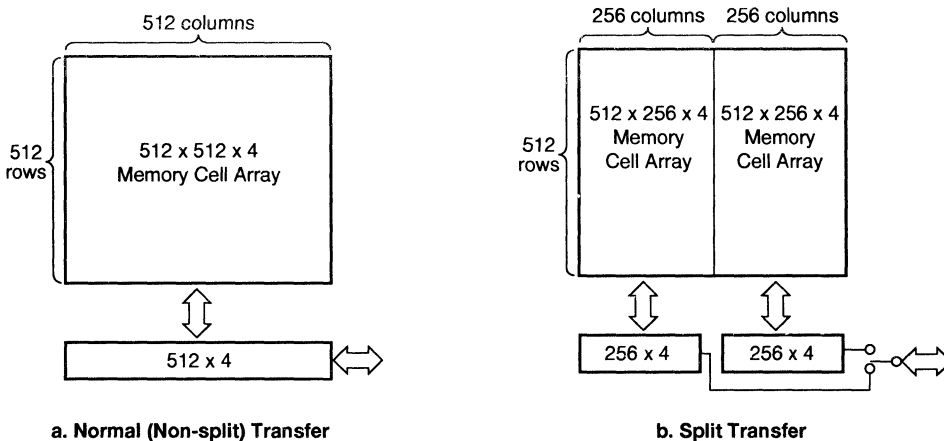 512 columns
512
rows
512 x 512 x 4
Memory Cell Array
512 x 4
a. Normal (Non-split) Transfer
256 columns 256 columns
512
rows
512 x 256 x 4 512 x 256 x 4
Memory Memory
Cell Array Cell Array
256 x 4 256 x 4
b. Split Transfer